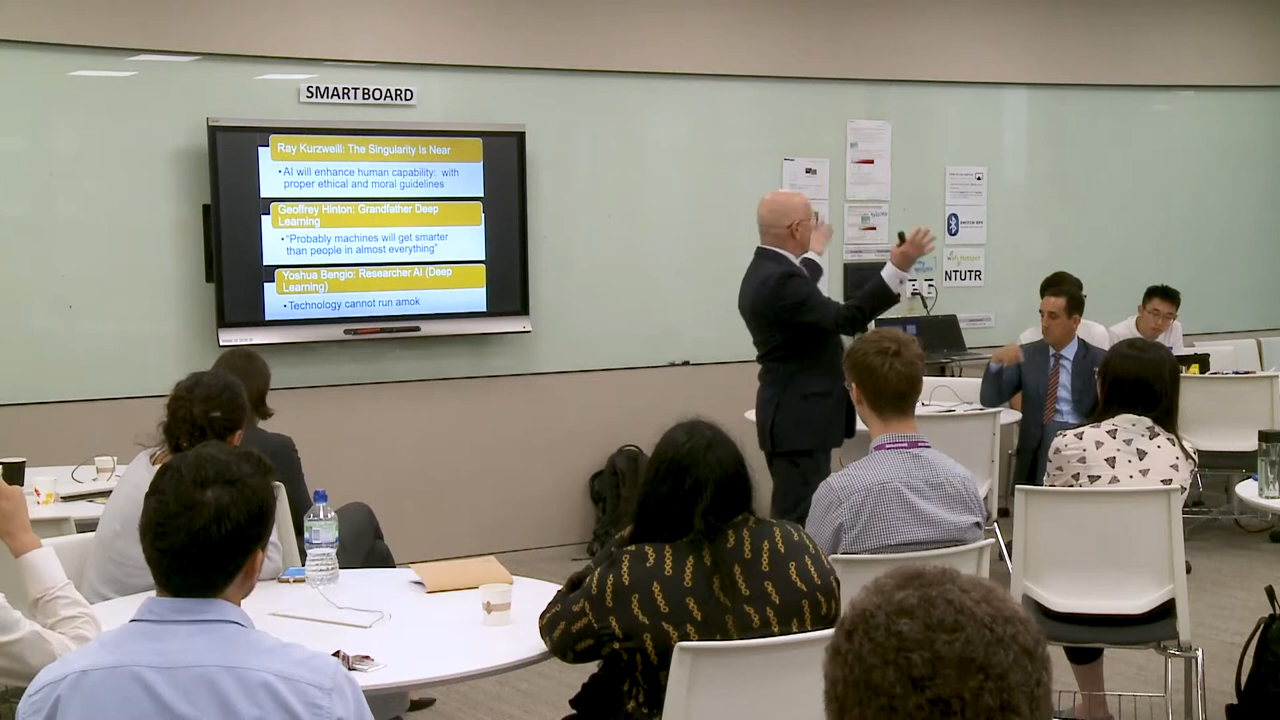 SMARTBOARD
Ray Kurzweill: The Singularity Is Near
•AI will enhance human capability: with
proper ethical and moral guidelines
Geoffrey Hinton: Grandfather Deep
Learning
•"Probably machines will get smarter
than people in almost everything"
Yoshua Bengio: Researcher AI (Deep
Learning)
•Technology cannot run amok
NTUTR